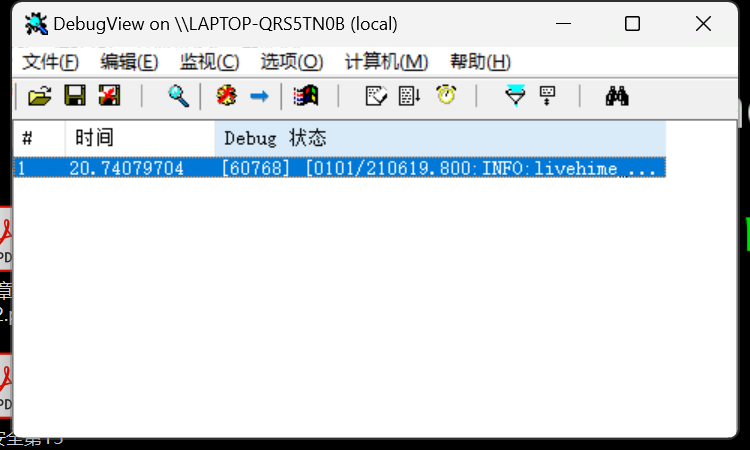 DebugView on \\LAPTOP-QRS5TN0B (local)
文件(F) 编辑(E) 监视(C) 选项(O) 计算机(M) 帮助(H)
# 时间 Debug 状态
1 20.74079704 [60768] [0101/210619.800:INFO:livehime_...
PD
章
2.p
PD
安全第15